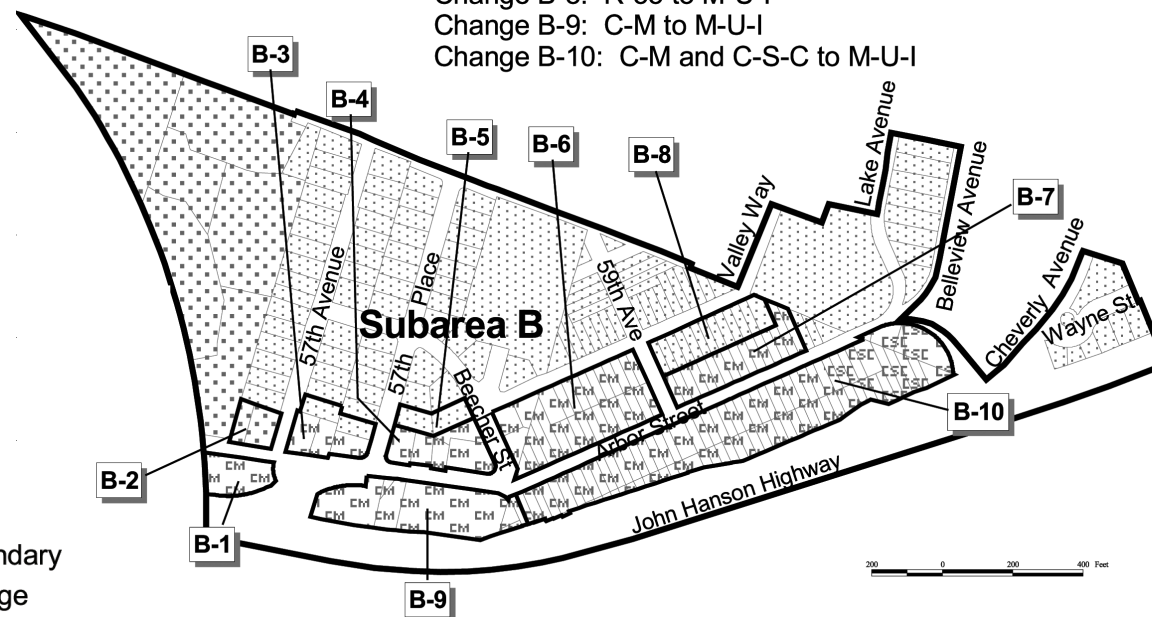 Change B-9:  C-M to M-U-I
Change B-10:  C-M and C-S-C to M-U-I
B-3
B-4
B-5
B-6
B-8
B-7
Lake Avenue
Belleview Avenue
Valley Way
Cheverly Avenue
Wayne St.
59th Ave
57th Avenue
57th Place
Subarea B
Beecher St
Arbor Street
John Hanson Highway
B-10
B-2
B-1
B-9
CM
CSC
ndary
ge
200 0 200 400 Feet